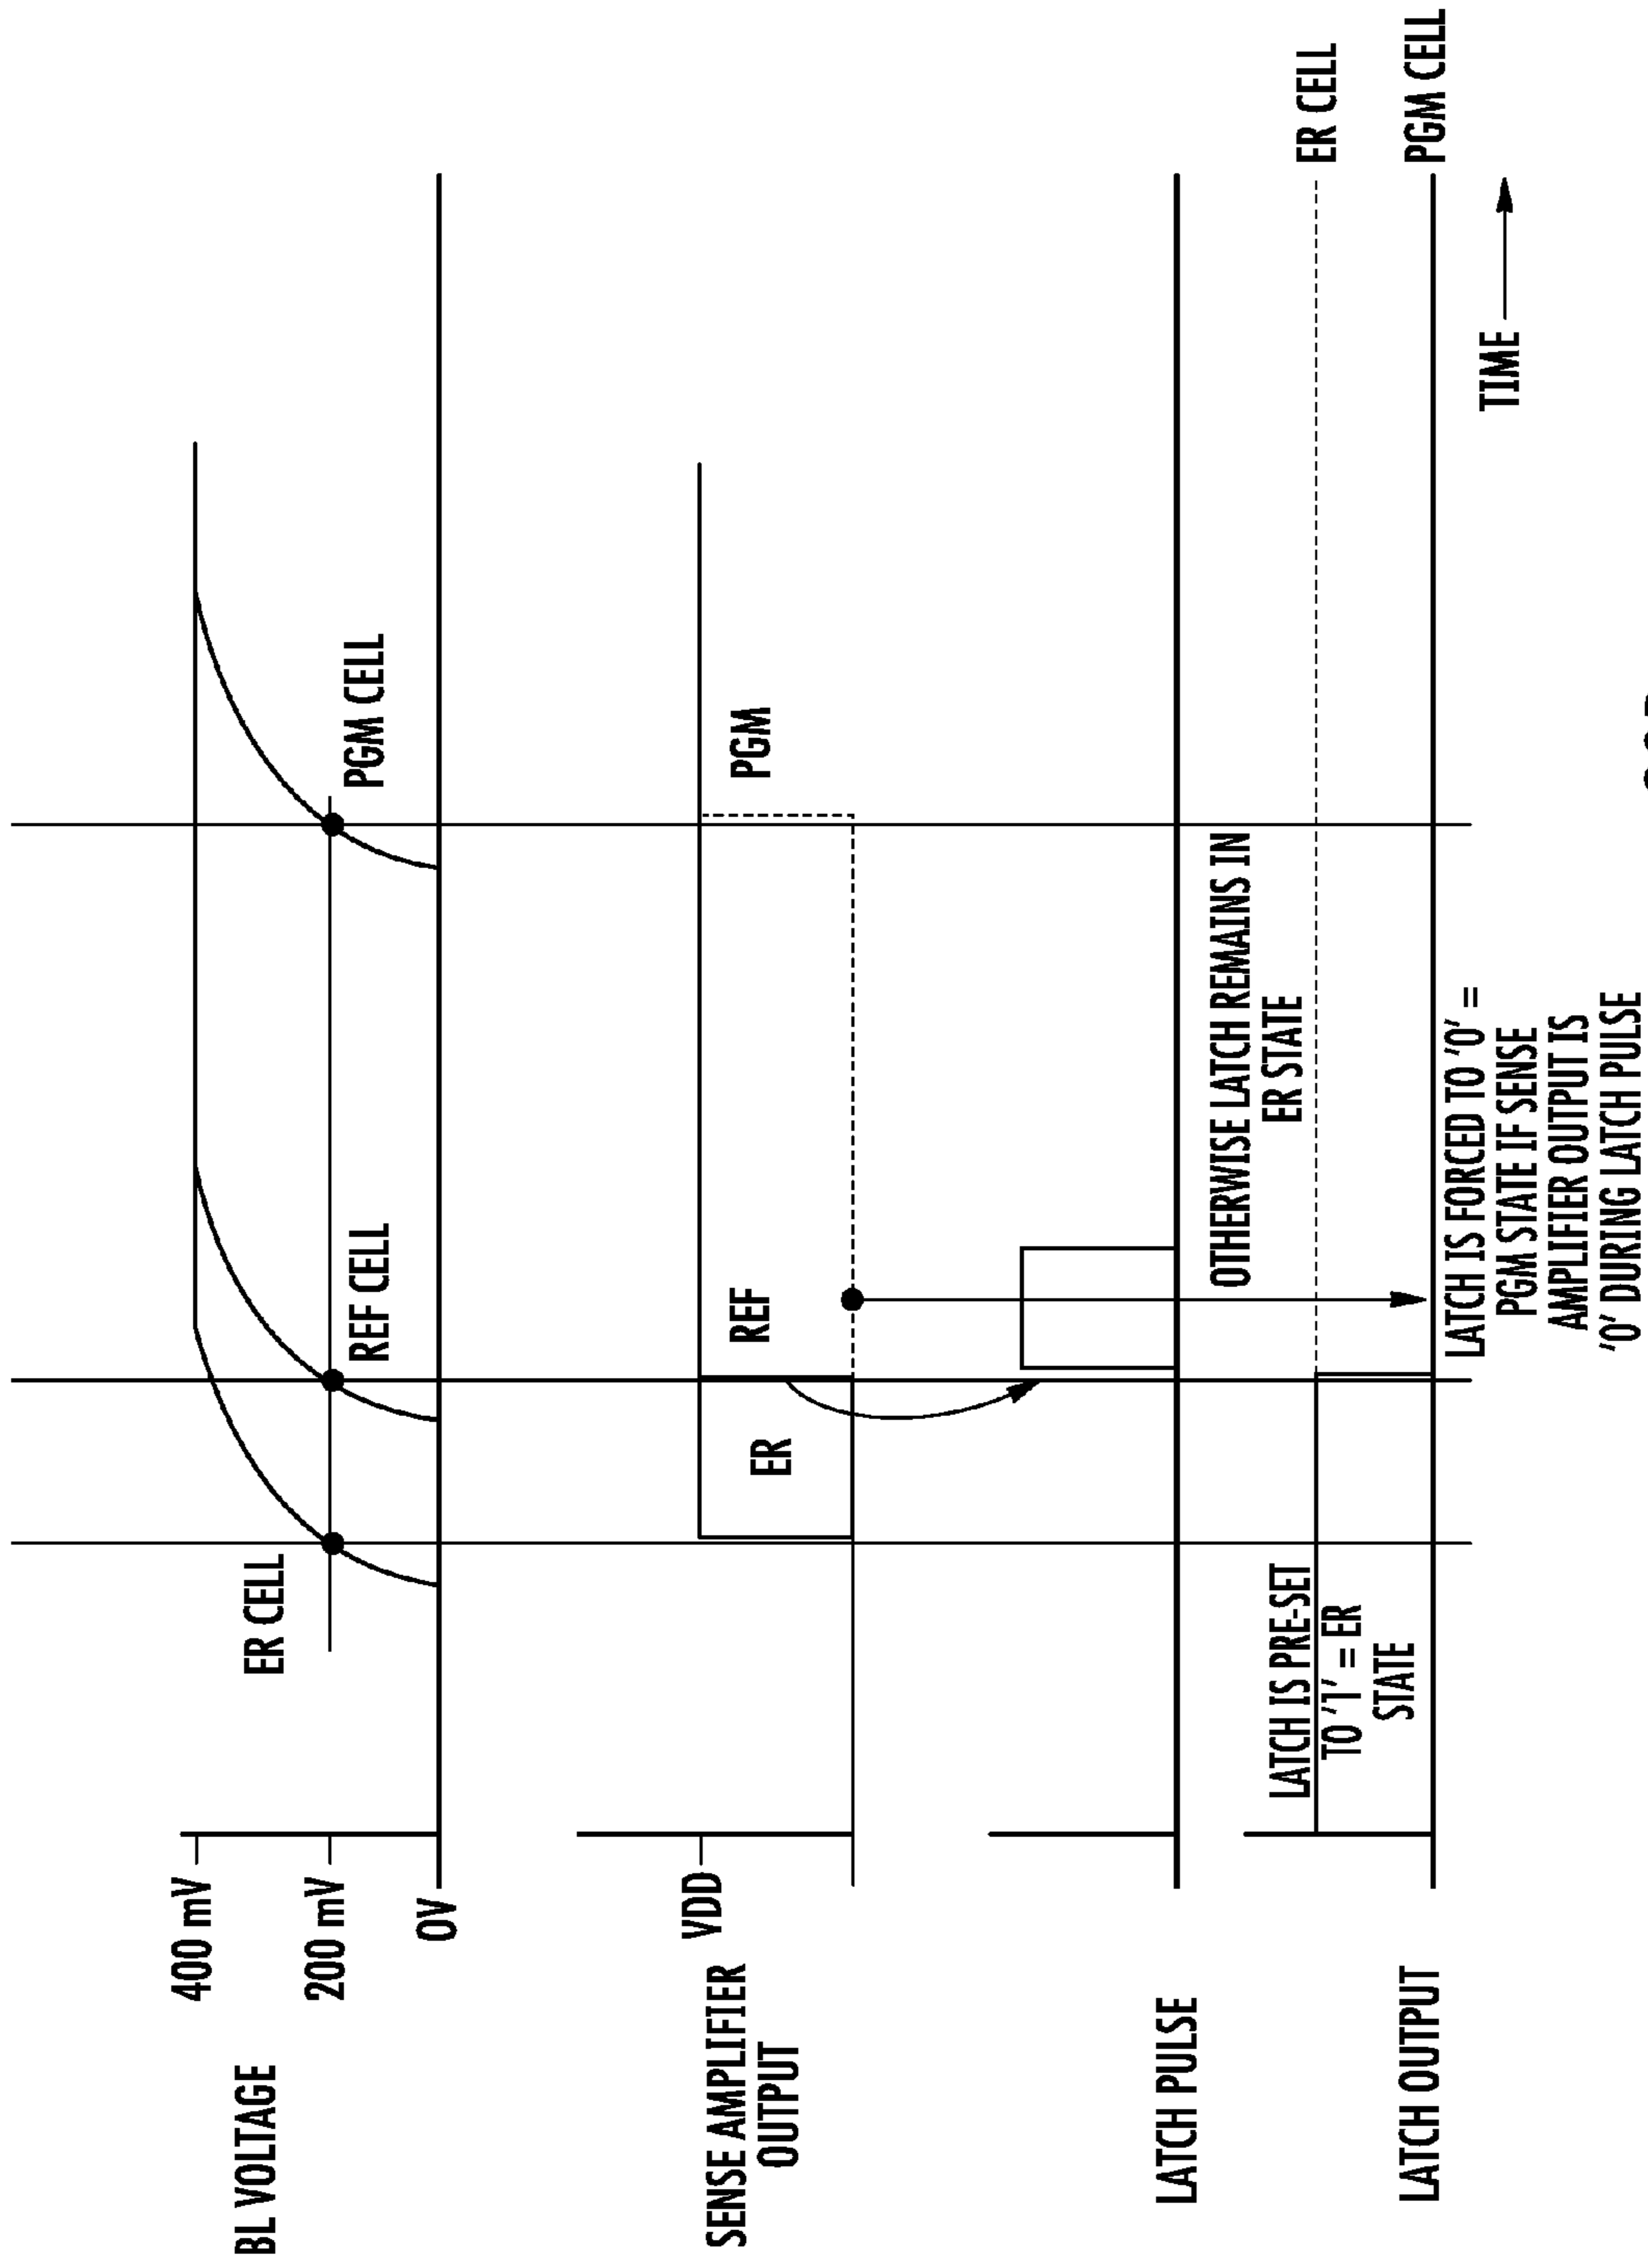 BL VOLTAGE
400 mV
200 mV
0V
ER CELL
REF CELL
PGM CELL
SENSE AMPLIFIER
OUTPUT
VDD
ER
REF
PGM
LATCH PULSE
OTHERWISE LATCH REMAINS IN
ER STATE
LATCH OUTPUT
LATCH IS PRE-SET
TO '1' = ER
STATE
ER CELL
PGM CELL
LATCH IS FORCED TO '0' =
PGM STATE IF SENSE
AMPLIFIER OUTPUT IS
'0' DURING LATCH PULSE
TIME